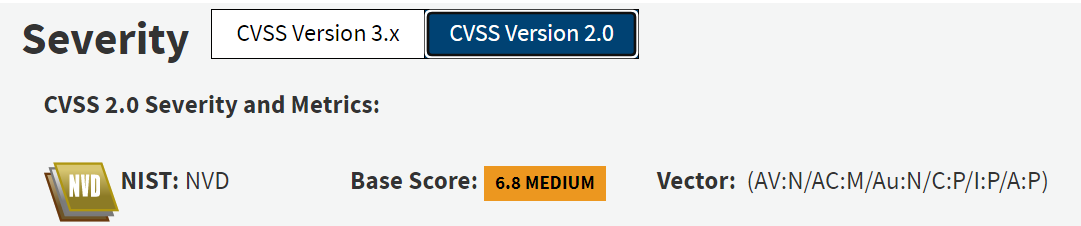 Severity CVSS Version 3.x CVSS Version 2.0
CVSS 2.0 Severity and Metrics:
NVD NIST: NVD Base Score: 6.8 MEDIUM Vector: (AV:N/AC:M/Au:N/C:P/I:P/A:P)